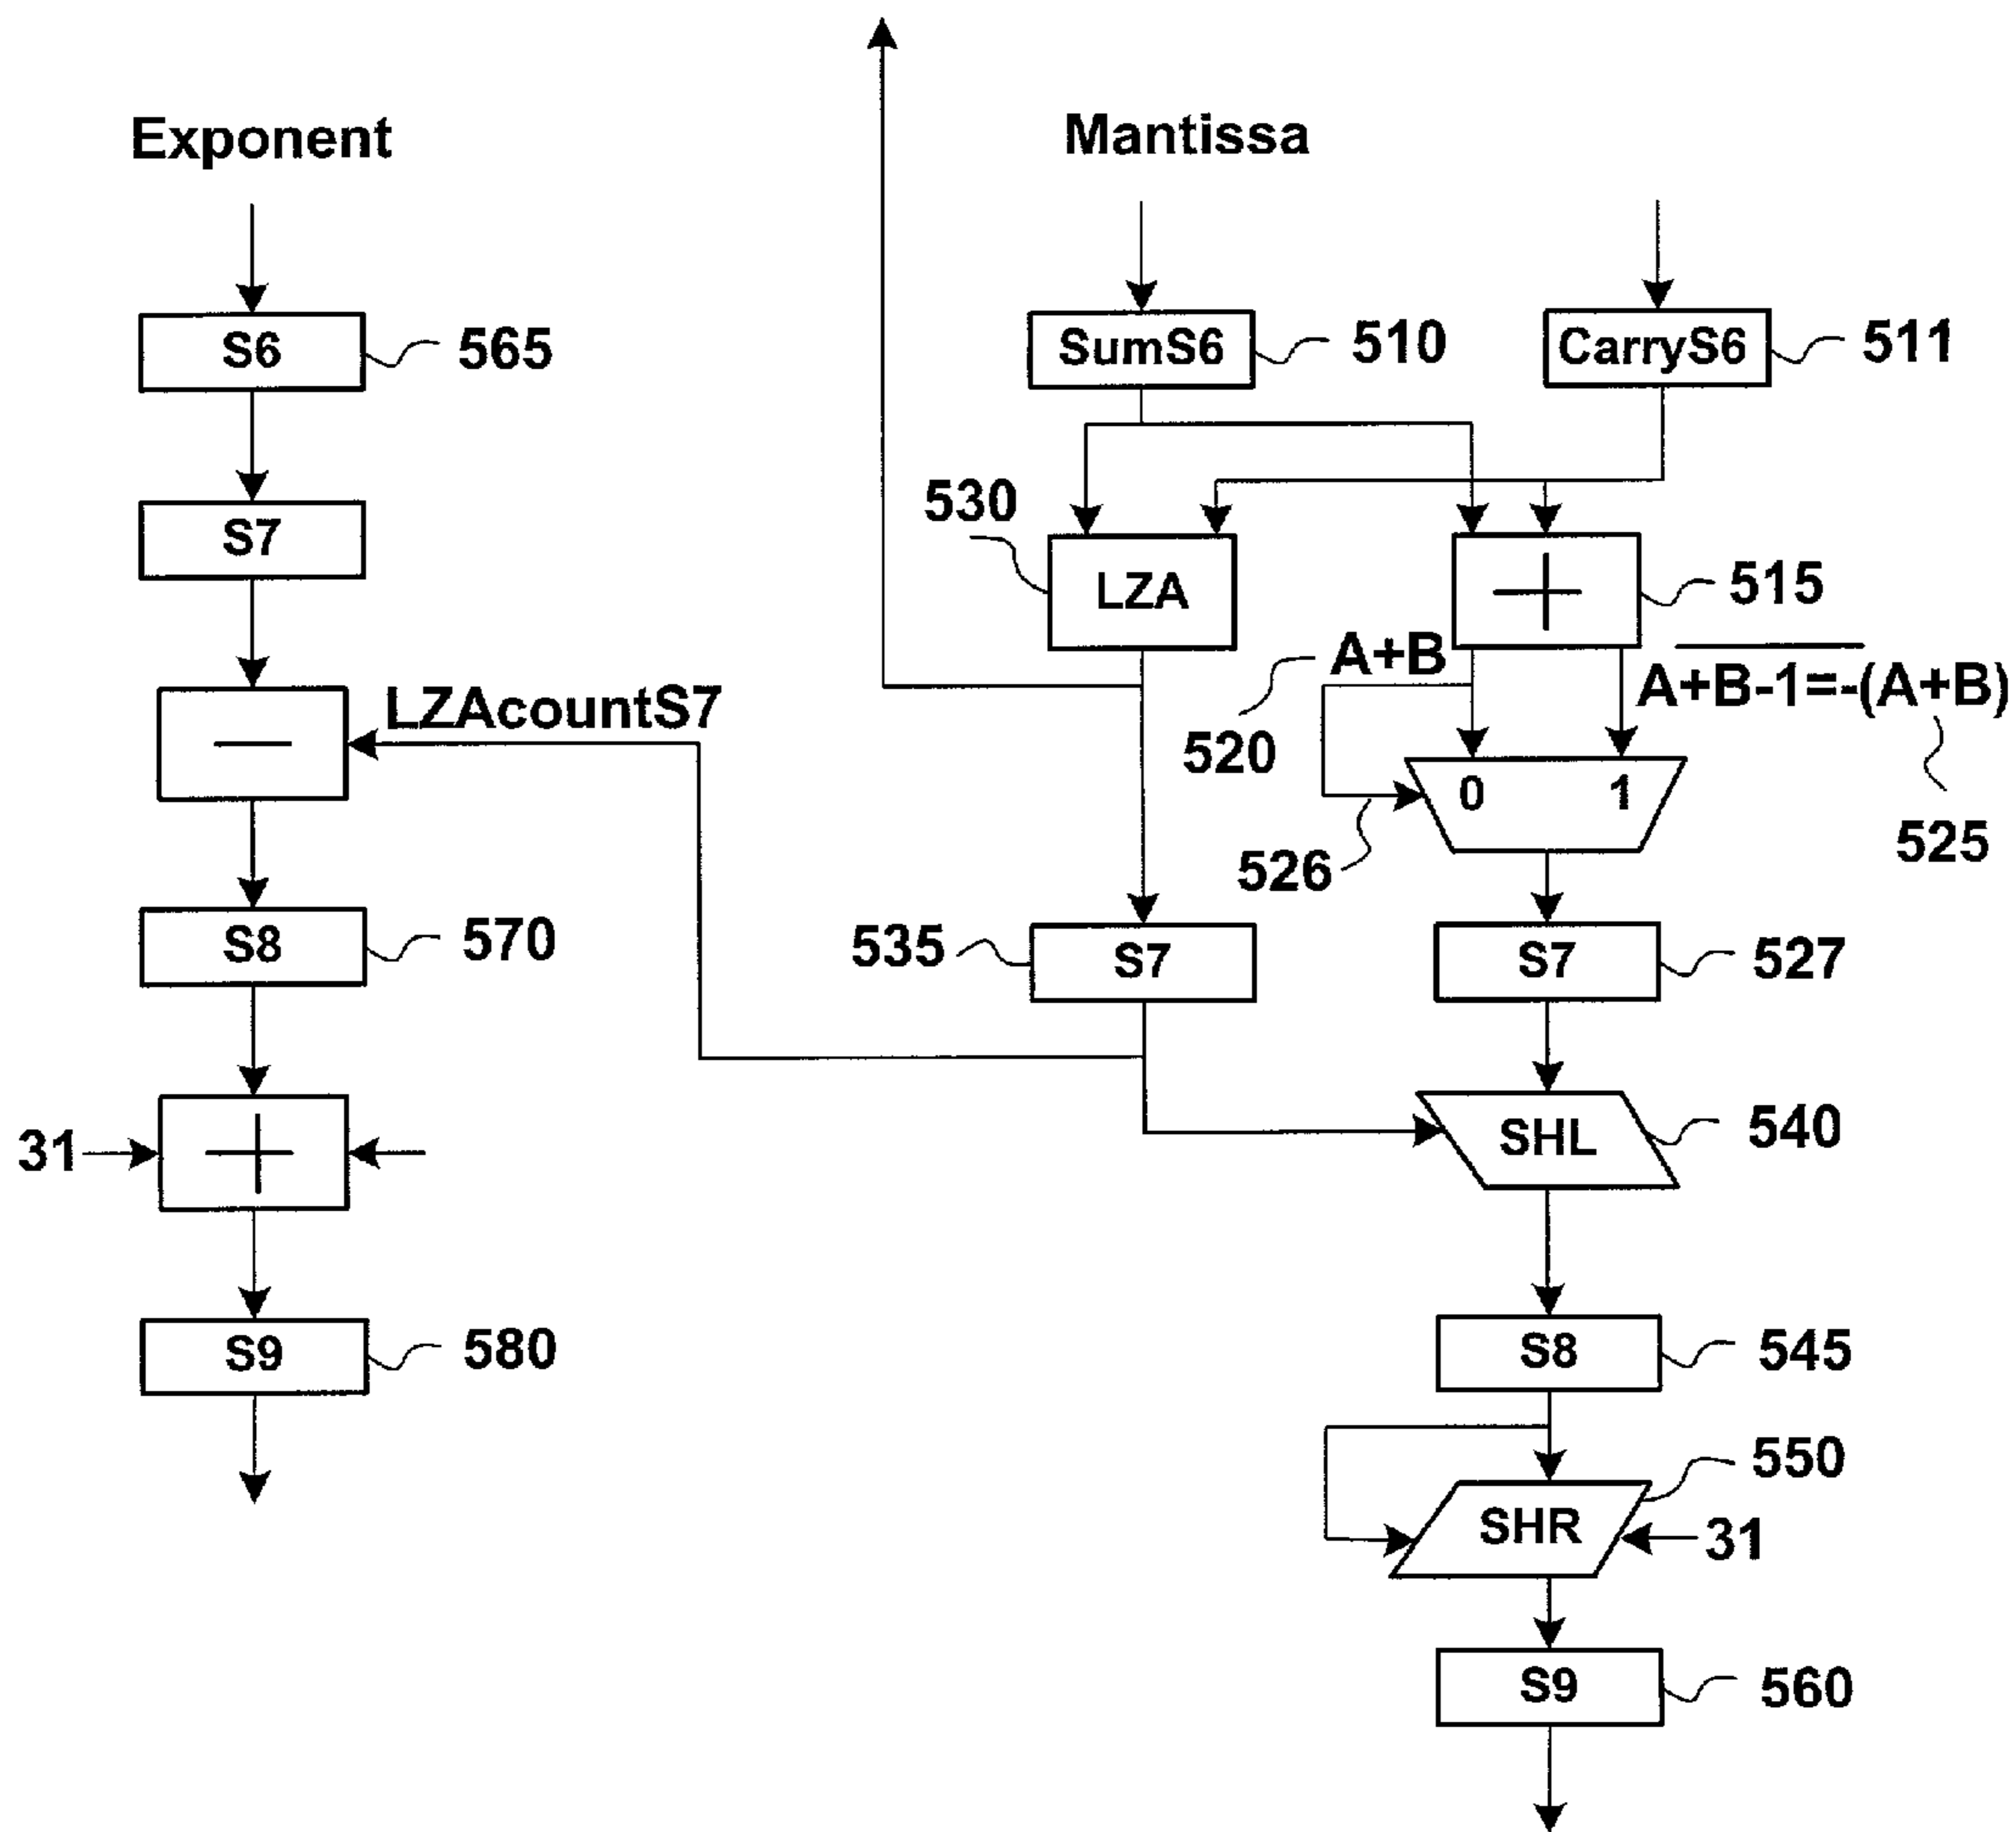 Exponent
Mantissa
S6
565
SumS6
510
CarryS6
511
S7
530
LZA
+
515
A+B
A+B-1=-(A+B)
LZAcountS7
—
520
0
1
526
525
S8
570
535
S7
S7
527
31
+
SHL
540
S9
580
S8
545
550
SHR
31
S9
560